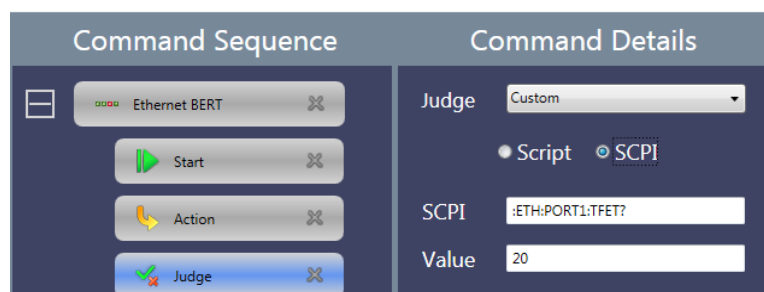 Command Sequence
Command Details
Ethernet BERT
Start
Action
Judge
Judge
Custom
Script
SCPI
SCPI
:ETH:PORT1:TFET?
Value
20